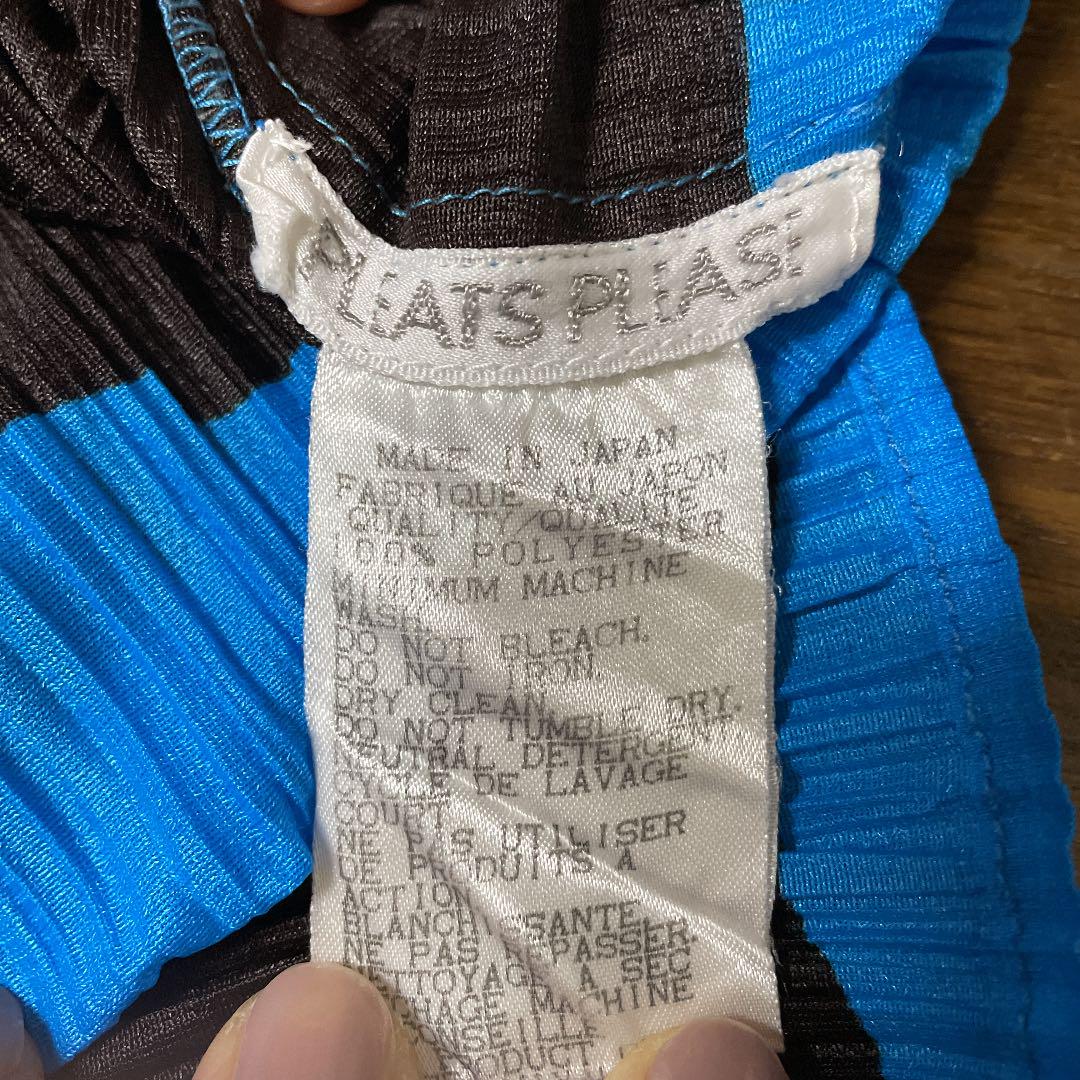 PLEATS PLEASE
MADE IN JAPAN
FABRIQUE AU JAPON
QUALITY/QUALITE
100% POLYESTER
MINIMUM MACHINE
WASH.
DO NOT BLEACH.
DO NOT IRON.
DRY CLEAN.
DO NOT TUMBLE DRY.
NEUTRAL DETERGENT
CYCLE DE LAVAGE
COURT
NE PAS UTILISER
DE PRODUITS A
ACTION
BLANCHISSANTE
NE PAS REPASSER.
NETTOYAGE A SEC
MACHINE